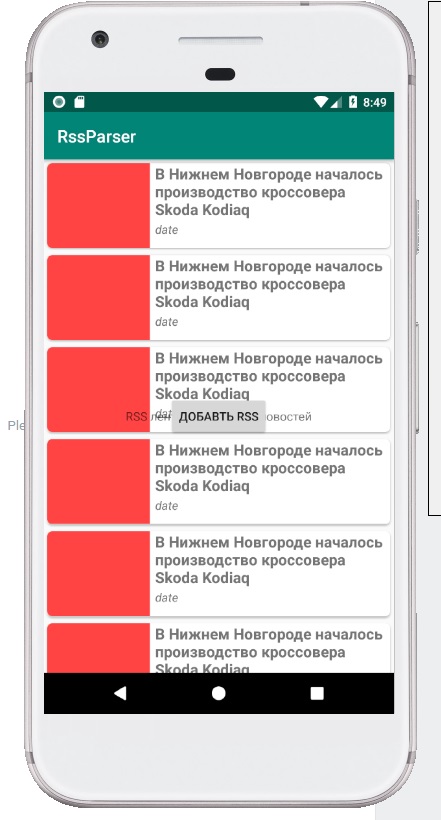 8:49
RssParser
В Нижнем Новгороде началось
производство кроссовера
Skoda Kodiaq
date
В Нижнем Новгороде началось
производство кроссовера
Skoda Kodiaq
date
В Нижнем Новгороде началось
производство кроссовера
Skoda Kodiaq
date
RSS лен ДОБАВТЬ RSS овостей
Ple
В Нижнем Новгороде началось
производство кроссовера
Skoda Kodiaq
date
В Нижнем Новгороде началось
производство кроссовера
Skoda Kodiaq
date
В Нижнем Новгороде началось
производство кроссовера
Skoda Kodiaq